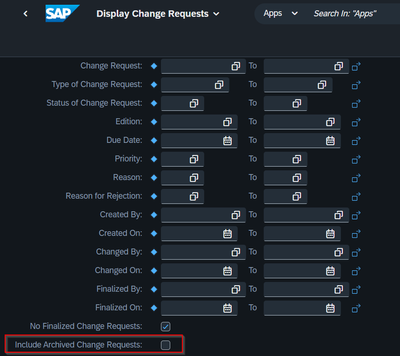 SAP Display Change Requests Apps Search In: "Apps"
Change Request: To
Type of Change Request: To
Status of Change Request: To
Edition: To
Due Date: To
Priority: To
Reason: To
Reason for Rejection: To
Created By: To
Created On: To
Changed By: To
Changed On: To
Finalized By: To
Finalized On: To
No Finalized Change Requests:
Include Archived Change Requests: